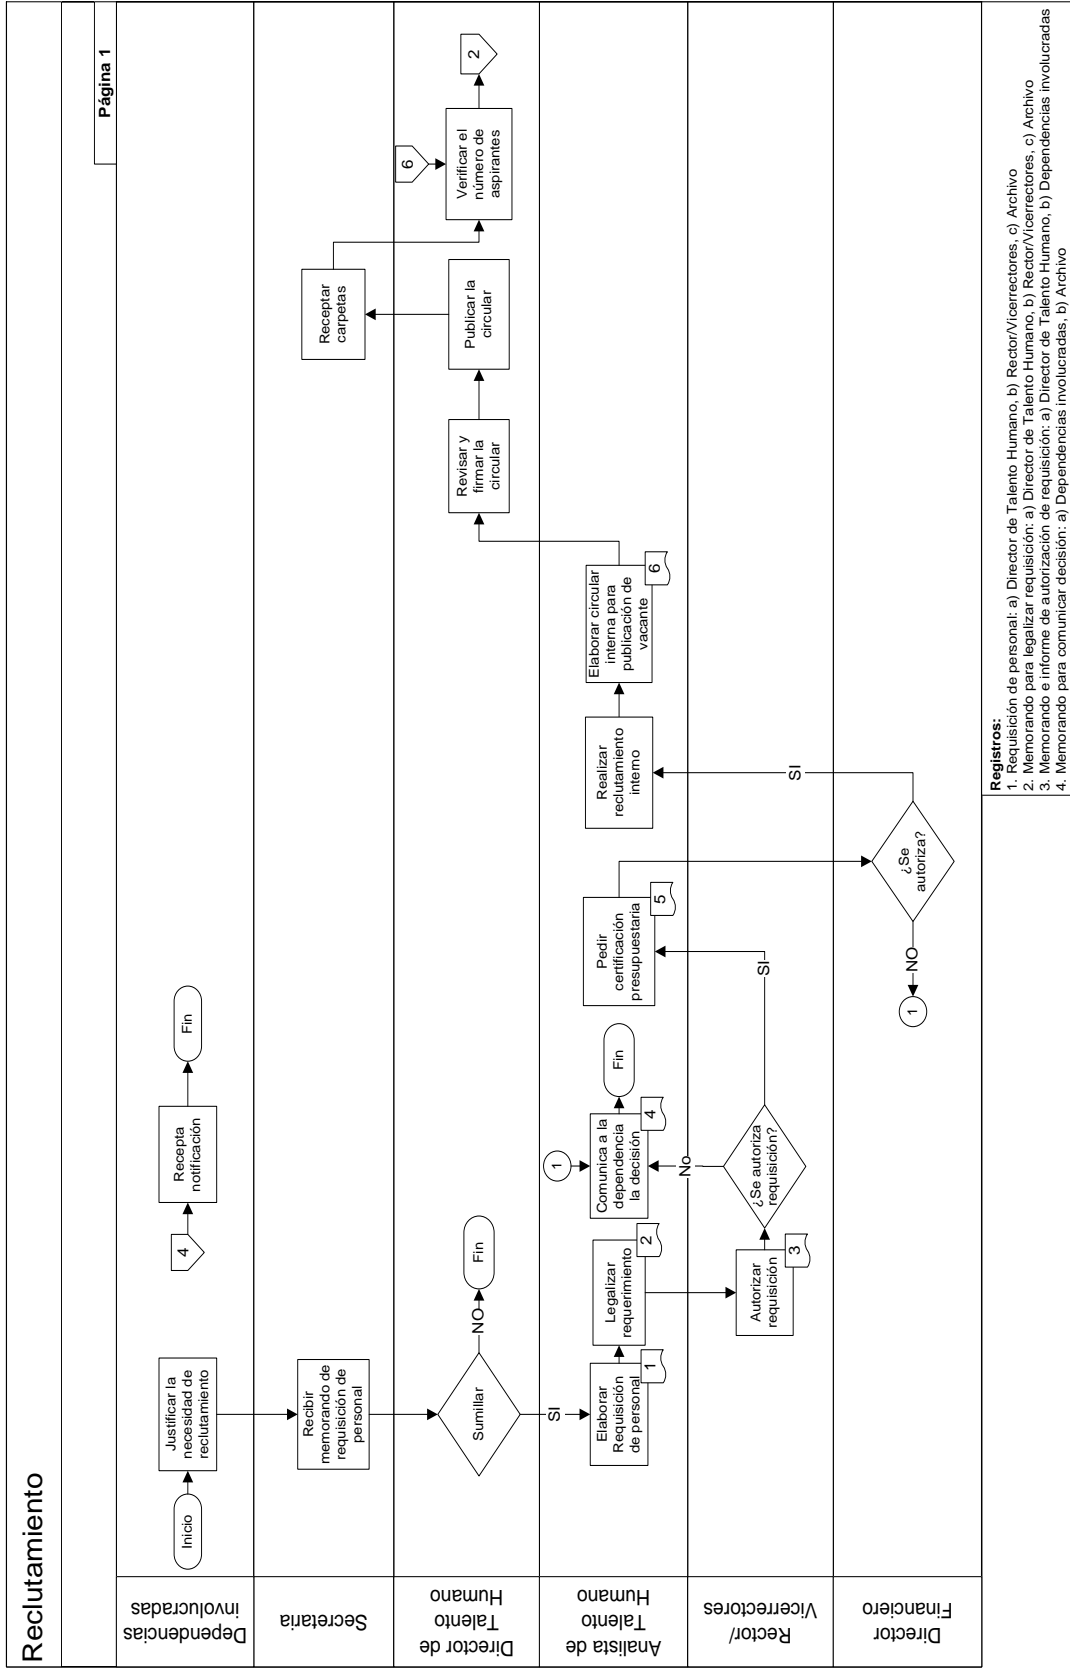 Reclutamiento
Página 1
Dependencias
involucradas
Inicio
Justificar la
necesidad de
reclutamiento
4
Recepta
notificación
Fin
Secretaria
Recibir
memorando de
requisición de
personal
Receptar
carpetas
Director de
Talento
Humano
Sumillar
NO
Fin
SI
Revisar y
firmar la
circular
Publicar la
circular
6
Verificar el
número de
aspirantes
2
Analista de
Talento
Humano
Elaborar
Requisición
de personal
1
Legalizar
requerimiento
2
1
Comunica a la
dependencia
la decisión
4
Fin
Pedir
certificación
presupuestaria
5
Realizar
reclutamiento
interno
Elaborar circular
interna para
publicación de
vacante
6
Rector/
Vicerrectores
Autorizar
requisición
3
¿Se autoriza
requisición?
No
SI
SI
Director
Financiero
1
NO
¿Se
autoriza?
Registros:
1. Requisición de personal: a) Director de Talento Humano, b) Rector/Vicerrectores, c) Archivo
2. Memorando para legalizar requisición: a) Director de Talento Humano, b) Rector/Vicerrectores, c) Archivo
3. Memorando e informe de autorización de requisición: a) Director de Talento Humano, b) Dependencias involucradas
4. Memorando para comunicar decisión: a) Dependencias involucradas, b) Archivo